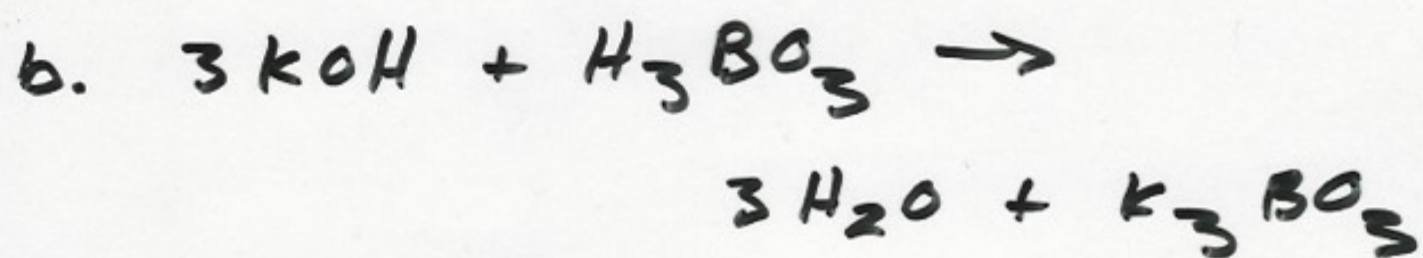 b. 3 KOH + H₃BO₃ →
3 H₂O + K₃BO₃